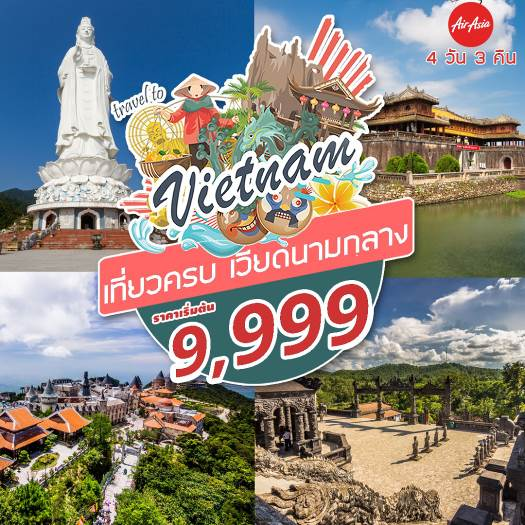 AirAsia
4 วัน 3 คืน
travel to
Vietnam
เที่ยวครบ เวียดนามกลาง
ราคาเริ่มต้น
9,999